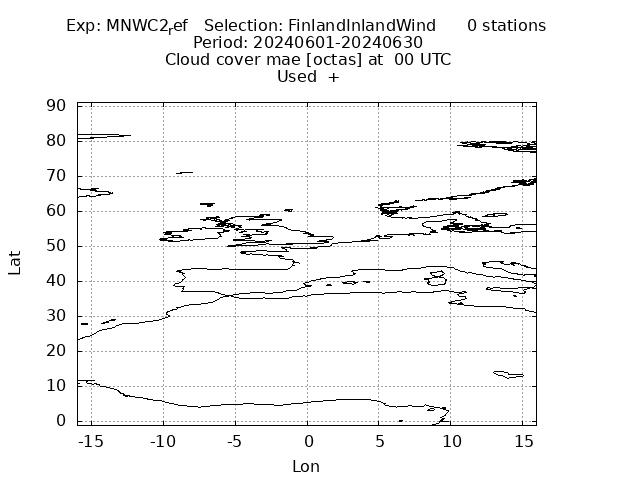 Exp: MNWC2ref   Selection: FinlandInlandWind      0 stations
Period: 20240601-20240630
Cloud cover mae [octas] at  00 UTC
Used  +
90
80
70
60
50
40
30
20
10
0
Lat
-15 -10 -5 0 5 10 15
Lon